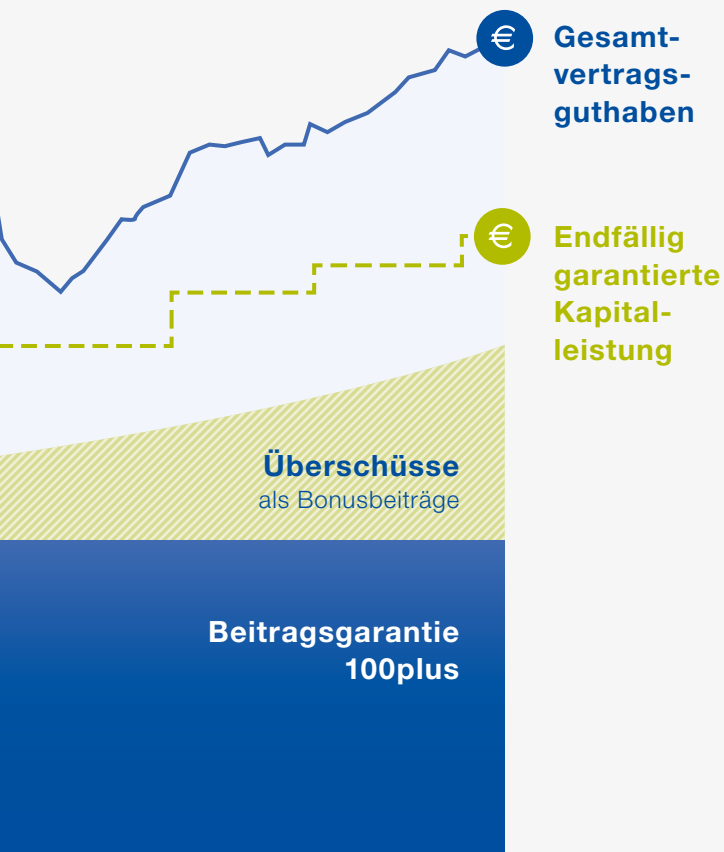 €
Gesamt-
vertrags-
guthaben
€
Endfällig
garantierte
Kapital-
leistung
Überschüsse
als Bonusbeiträge
Beitragsgarantie
100plus